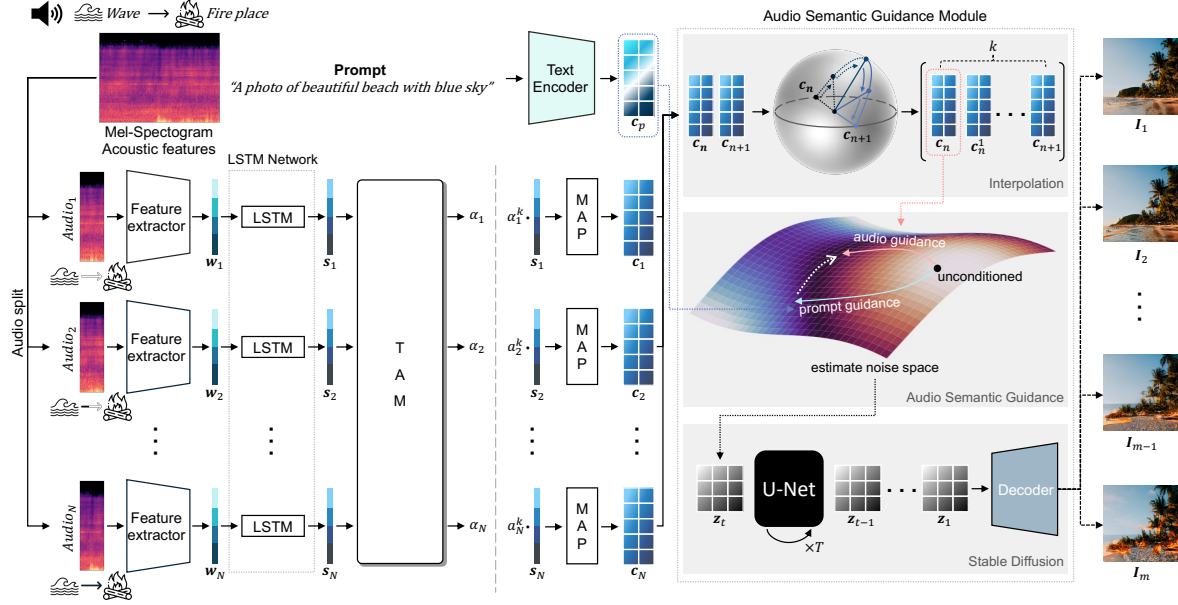 Wave
Fire place
Mel-Spectogram
Acoustic features
Prompt
“A photo of beautiful beach with blue sky”
Text
Encoder
c_p
Audio Semantic Guidance Module
c_n c_{n+1}
c_n
c_{n+1}
k
c_n c_n^1 · · · c_{n+1}
Interpolation
I_1
I_2
I_{m-1}
I_m
LSTM Network
Audio split
Audio_1
Feature
extractor
w_1
LSTM
s_1
α_1
α_1^k ·
s_1
M
A
P
c_1
Audio_2
Feature
extractor
w_2
LSTM
s_2
T
A
M
α_2
α_2^k ·
s_2
M
A
P
c_2
Audio_N
Feature
extractor
w_N
LSTM
s_N
α_N
α_N^k ·
s_N
M
A
P
c_N
audio guidance
unconditioned
prompt guidance
estimate noise space
Audio Semantic Guidance
z_t
U-Net
×T
z_{t-1}
z_1
Decoder
Stable Diffusion